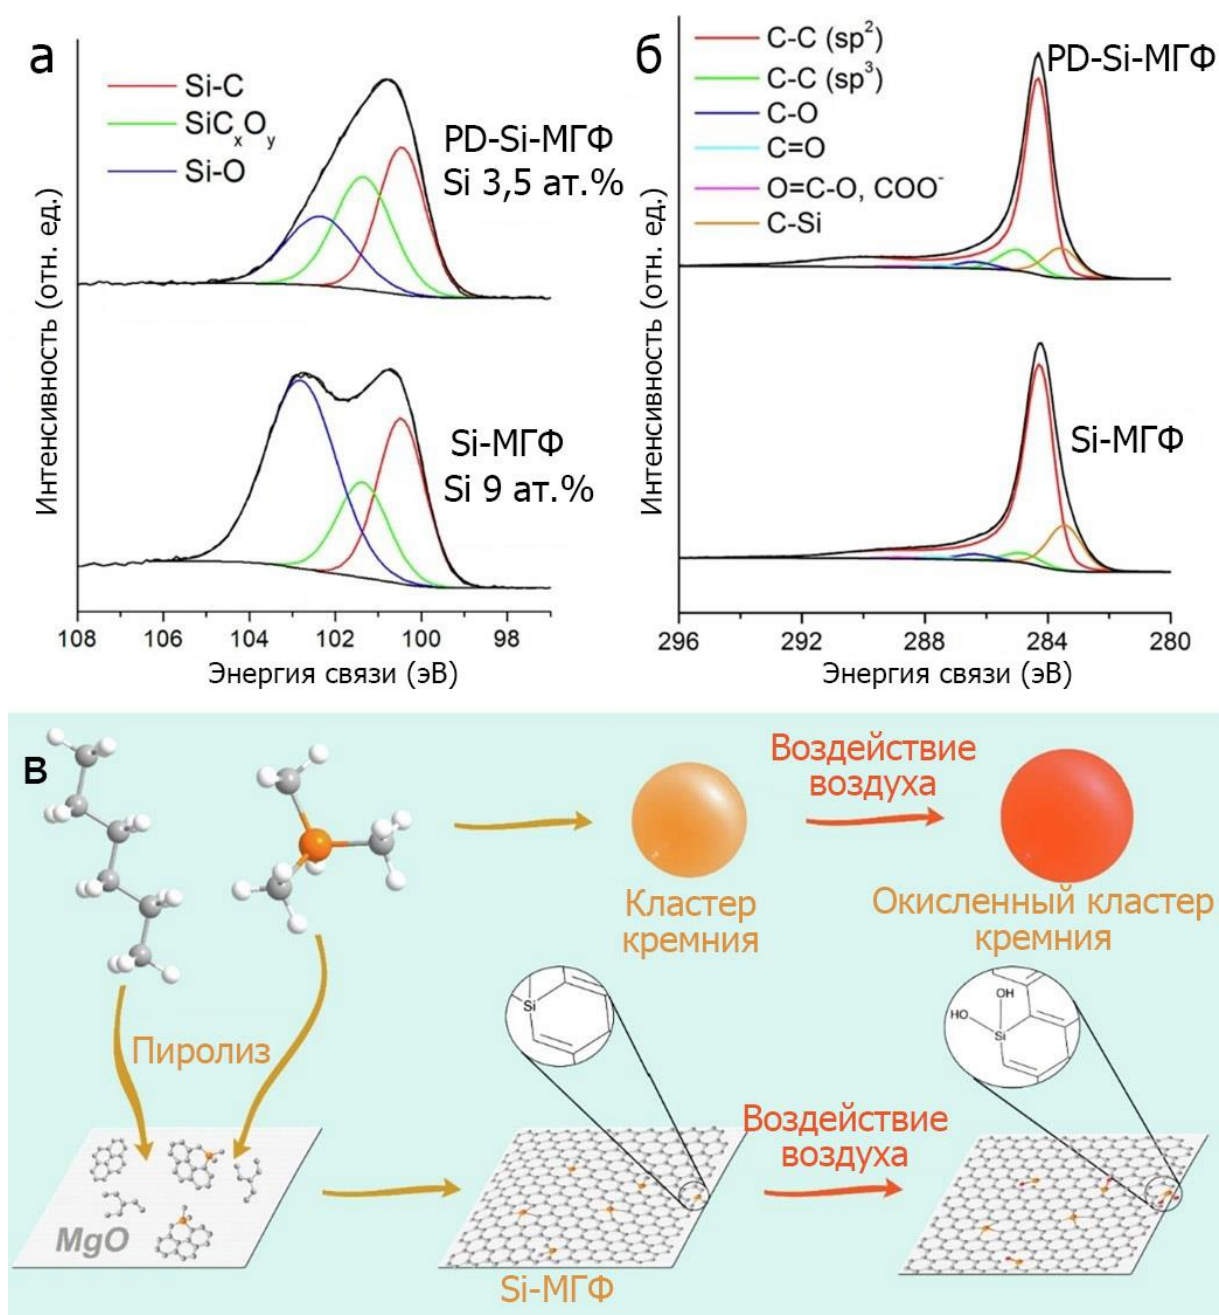 а
Si-C
SiCxOy
Si-O
PD-Si-МГФ
Si 3,5 ат.%
Si-МГФ
Si 9 ат.%
Интенсивность (отн. ед.)
108 106 104 102 100 98
Энергия связи (эВ)
б
C-C (sp²)
C-C (sp³)
C-O
C=O
O=C-O, COO⁻
C-Si
PD-Si-МГФ
Si-МГФ
Интенсивность (отн. ед.)
296 292 288 284 280
Энергия связи (эВ)
в
Воздействие
воздуха
Кластер
кремния
Окисленный кластер
кремния
Пиролиз
Si
OH
HO
Si
Воздействие
воздуха
MgO
Si-МГФ